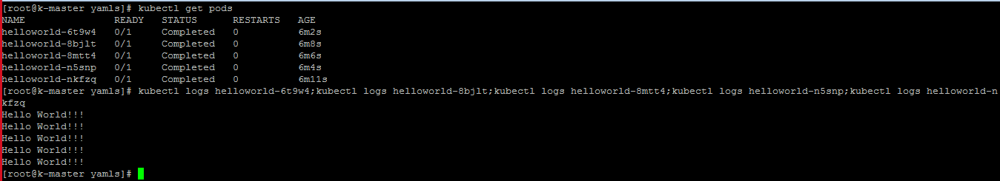 [root@k-master yamls]# kubectl get pods
NAME                READY   STATUS      RESTARTS   AGE
helloworld-6t9w4   0/1     Completed   0          6m2s
helloworld-8bjlt   0/1     Completed   0          6m8s
helloworld-8mtt4   0/1     Completed   0          6m6s
helloworld-n5snp   0/1     Completed   0          6m4s
helloworld-nkfzq   0/1     Completed   0          6m11s
[root@k-master yamls]# kubectl logs helloworld-6t9w4;kubectl logs helloworld-8bjlt;kubectl logs helloworld-8mtt4;kubectl logs helloworld-n5snp;kubectl logs helloworld-n
kfzq
Hello World!!!
Hello World!!!
Hello World!!!
Hello World!!!
Hello World!!!
[root@k-master yamls]#